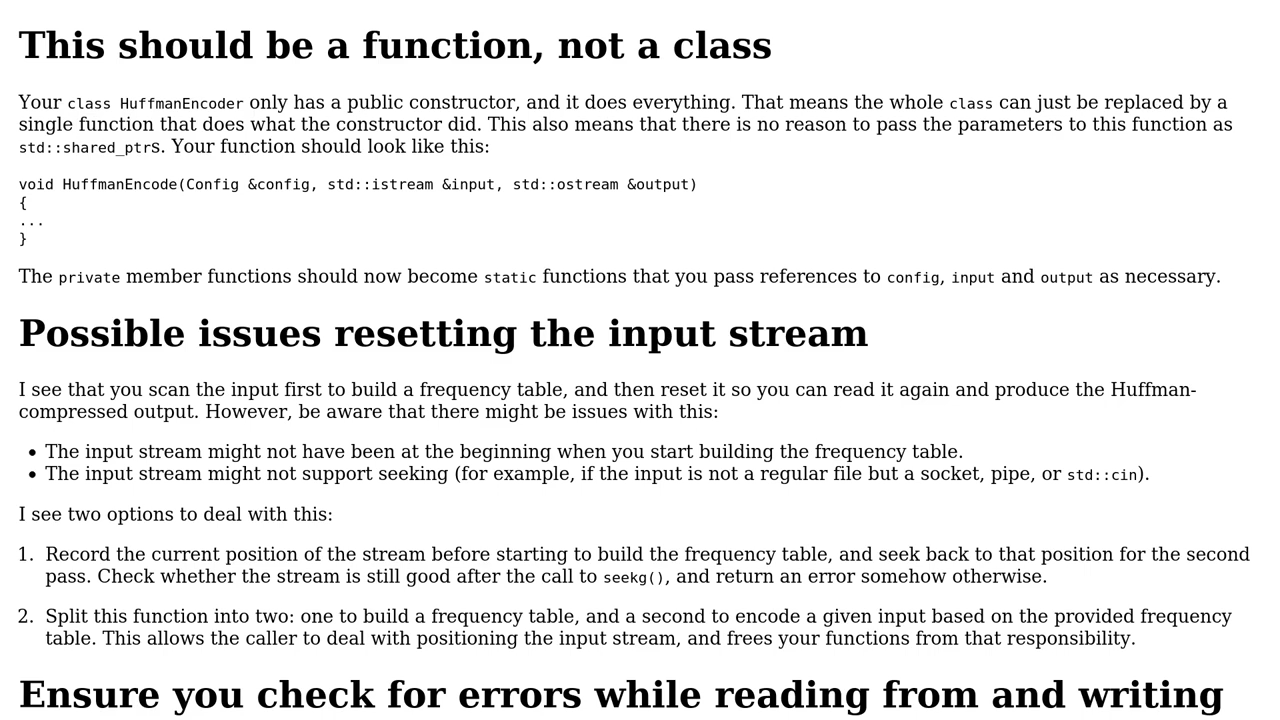 This should be a function, not a class
Your class HuffmanEncoder only has a public constructor, and it does everything. That means the whole class can just be replaced by a
single function that does what the constructor did. This also means that there is no reason to pass the parameters to this function as
std::shared_ptrs. Your function should look like this:
void HuffmanEncode(Config &config, std::istream &input, std::ostream &output)
{
...
}
The private member functions should now become static functions that you pass references to config, input and output as necessary.
Possible issues resetting the input stream
I see that you scan the input first to build a frequency table, and then reset it so you can read it again and produce the Huffman-
compressed output. However, be aware that there might be issues with this:
• The input stream might not have been at the beginning when you start building the frequency table.
• The input stream might not support seeking (for example, if the input is not a regular file but a socket, pipe, or std::cin).
I see two options to deal with this:
1. Record the current position of the stream before starting to build the frequency table, and seek back to that position for the second
pass. Check whether the stream is still good after the call to seekg(), and return an error somehow otherwise.
2. Split this function into two: one to build a frequency table, and a second to encode a given input based on the provided frequency
table. This allows the caller to deal with positioning the input stream, and frees your functions from that responsibility.
Ensure you check for errors while reading from and writing